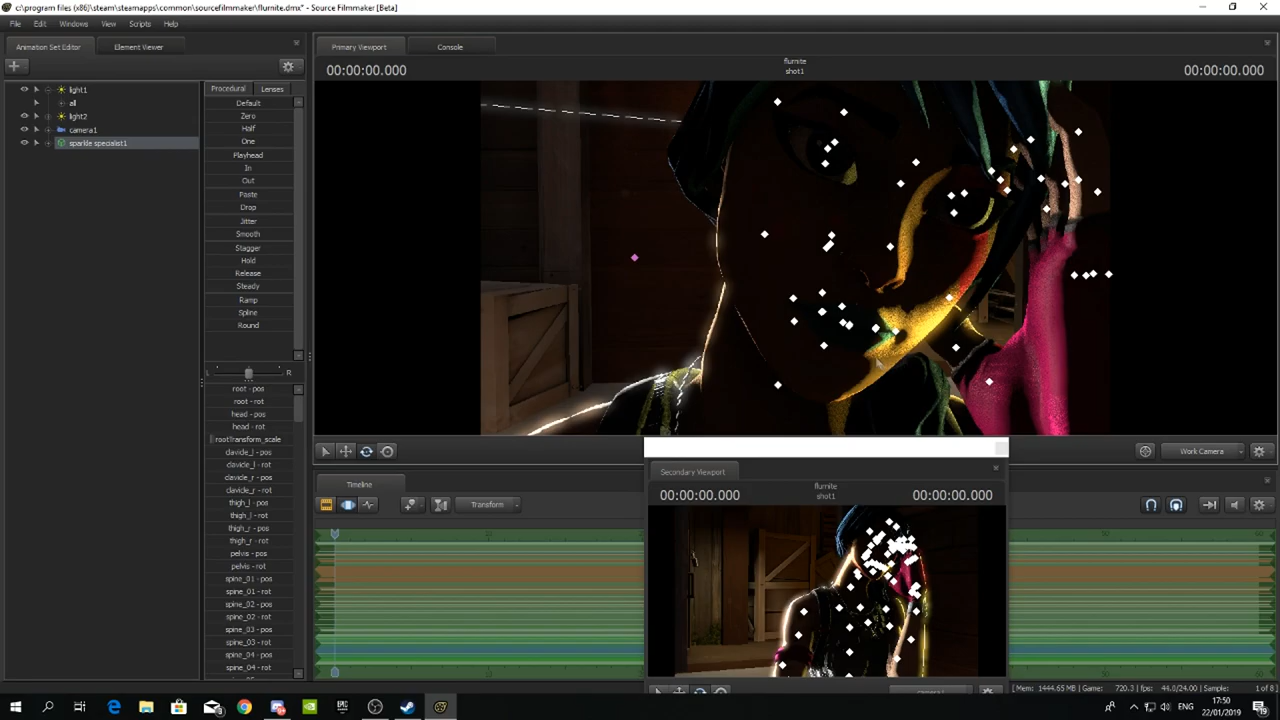 c:\program files (x86)\steam\steamapps\common\sourcefilmmaker\flurnite.dmx* - Source Filmmaker [Beta]
File Edit Windows View Scripts Help
Animation Set Editor
Element Viewer
light1
all
light2
camera1
sparkle specialist1
Procedural
Lenses
Default
Zero
Half
One
Playhead
In
Out
Paste
Drop
Jitter
Smooth
Stagger
Hold
Release
Steady
Ramp
Spline
Round
L
R
root - pos
root - rot
head - pos
head - rot
rootTransform_scale
clavicle_l - pos
clavicle_l - rot
clavicle_r - pos
clavicle_r - rot
thigh_l - pos
thigh_l - rot
thigh_r - pos
thigh_r - rot
pelvis - pos
pelvis - rot
spine_01 - pos
spine_01 - rot
spine_02 - pos
spine_02 - rot
spine_03 - pos
spine_03 - rot
spine_04 - pos
spine_04 - rot
Primary Viewport
Console
00:00:00.000
flurnite
shot1
00:00:00.000
Work Camera
Timeline
Transform
Secondary Viewport
00:00:00.000
flurnite
shot1
00:00:00.000
[Mem: 1444.65 MB| Game: 720.3| fps: 44.0/24.00| Sample: 1 of 8]
ENG
17:50
22/01/2019